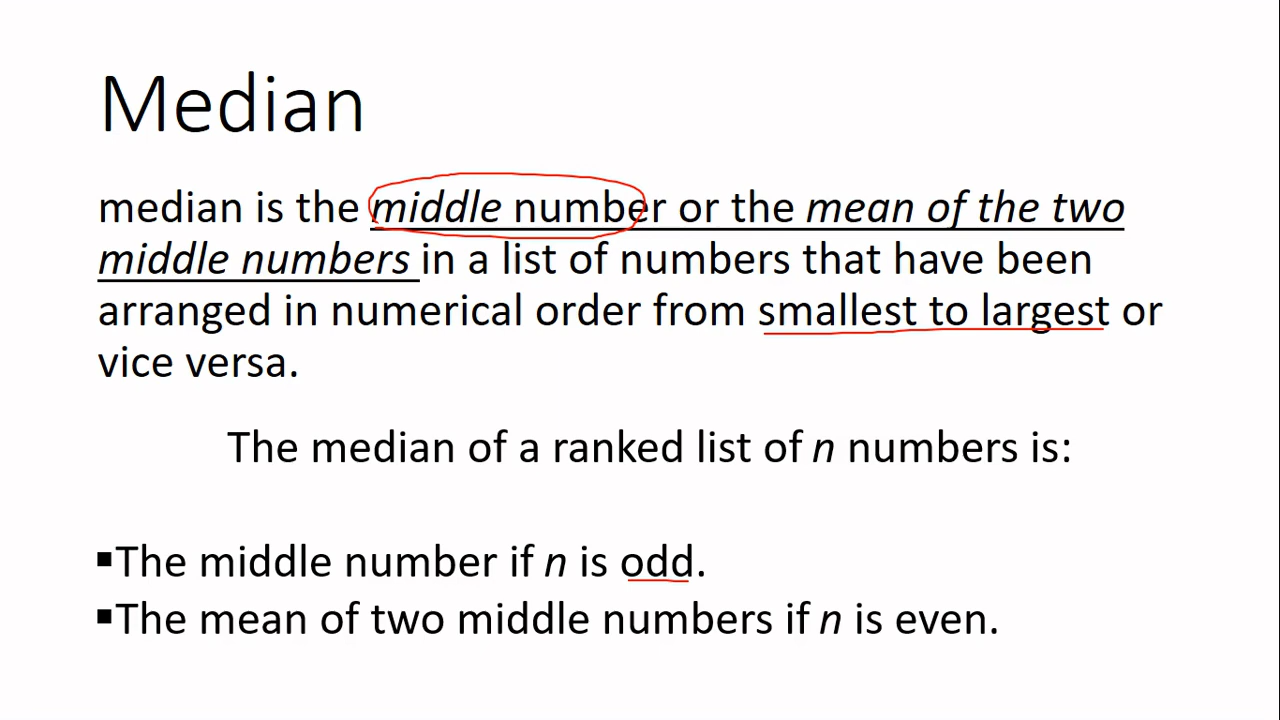 Median
median is the middle number or the mean of the two
middle numbers in a list of numbers that have been
arranged in numerical order from smallest to largest or
vice versa.
The median of a ranked list of n numbers is:
▪The middle number if n is odd.
▪The mean of two middle numbers if n is even.